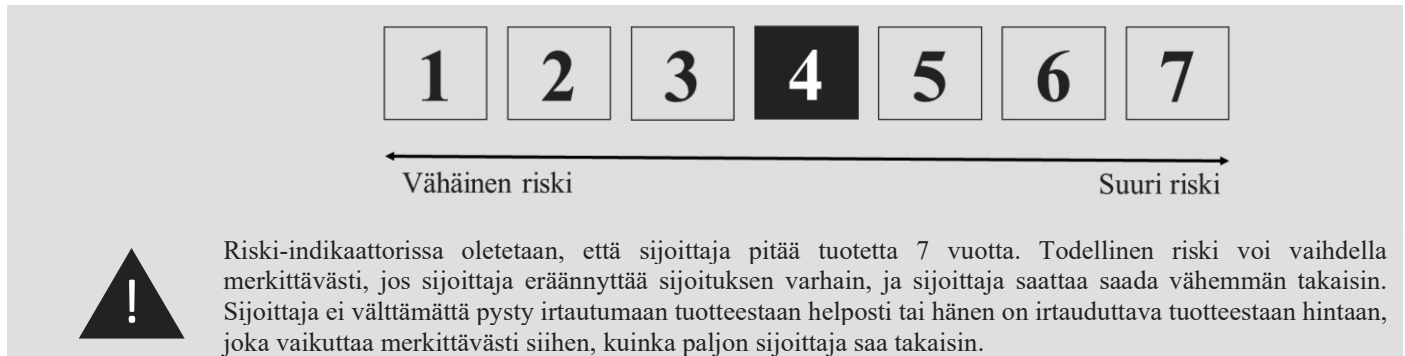 1 2 3 4 5 6 7
Vähäinen riski Suuri riski
!
Riski-indikaattorissa oletetaan, että sijoittaja pitää tuotetta 7 vuotta. Todellinen riski voi vaihdella
merkittävästi, jos sijoittaja eräännyttää sijoituksen varhain, ja sijoittaja saattaa saada vähemmän takaisin.
Sijoittaja ei välttämättä pysty irtautumaan tuotteestaan helposti tai hänen on irtauduttava tuotteestaan hintaan,
joka vaikuttaa merkittävästi siihen, kuinka paljon sijoittaja saa takaisin.